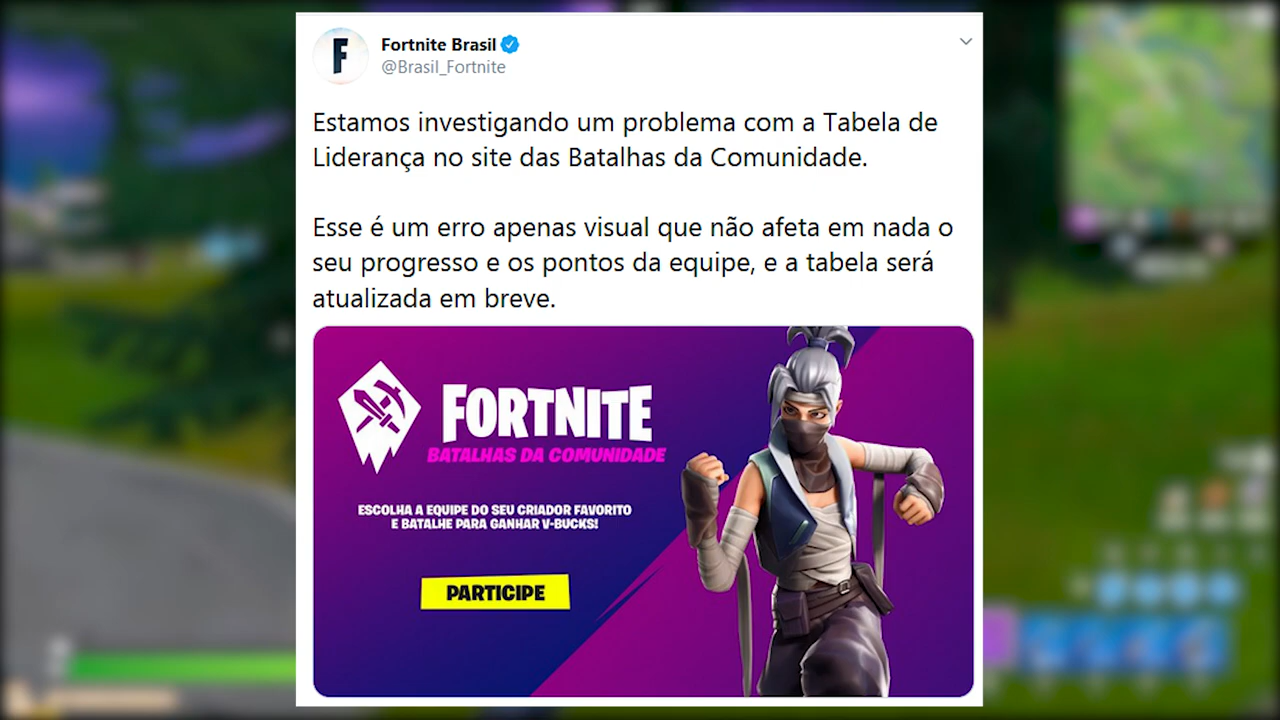 Fortnite Brasil
@Brasil_Fortnite
Estamos investigando um problema com a Tabela de
Liderança no site das Batalhas da Comunidade.
Esse é um erro apenas visual que não afeta em nada o
seu progresso e os pontos da equipe, e a tabela será
atualizada em breve.
FORTNITE
BATALHAS DA COMUNIDADE
ESCOLHA A EQUIPE DO SEU CRIADOR FAVORITO
E BATALHE PARA GANHAR V-BUCKS!
PARTICIPE